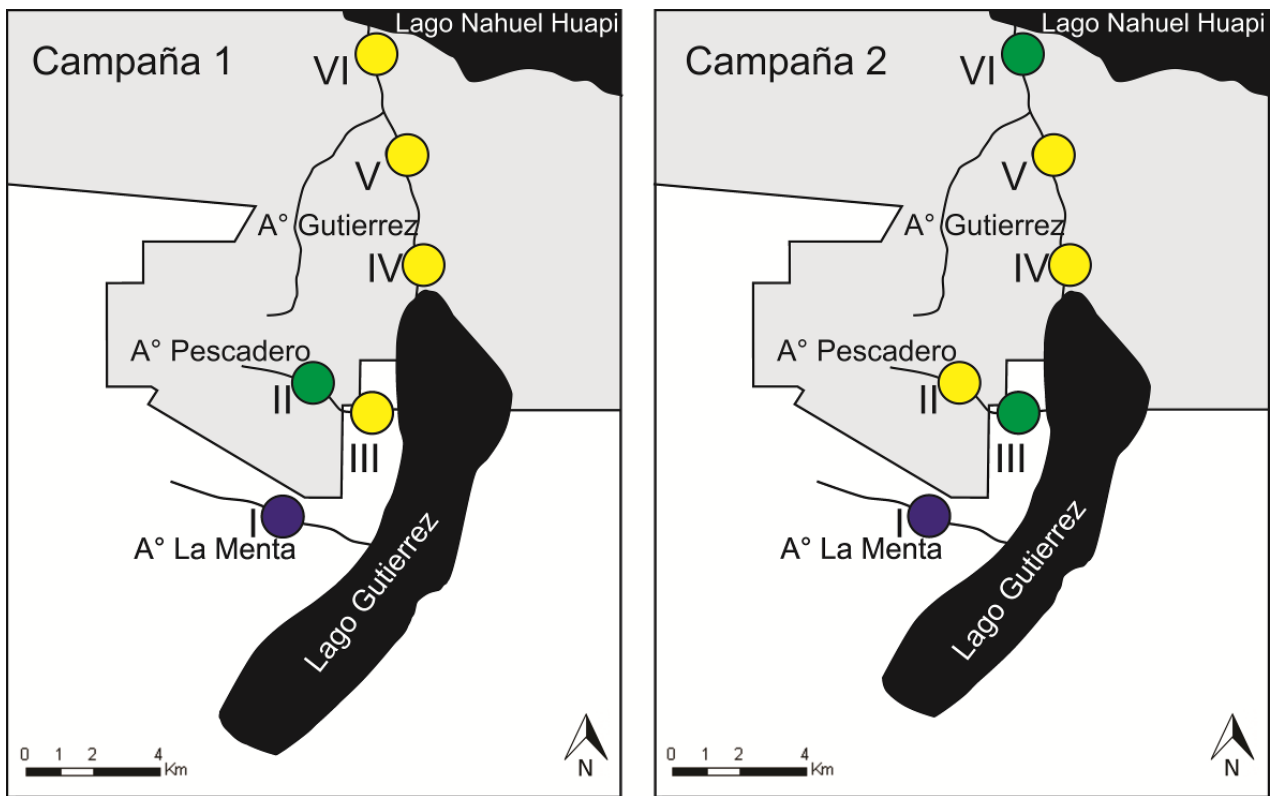 Lago Nahuel Huapi
Campaña 1
VI
V
A° Gutierrez
IV
A° Pescadero
II
III
I
A° La Menta
Lago Gutierrez
0 1 2 4
Km
N
Lago Nahuel Huapi
Campaña 2
VI
V
A° Gutierrez
IV
A° Pescadero
II
III
I
A° La Menta
Lago Gutierrez
0 1 2 4
Km
N